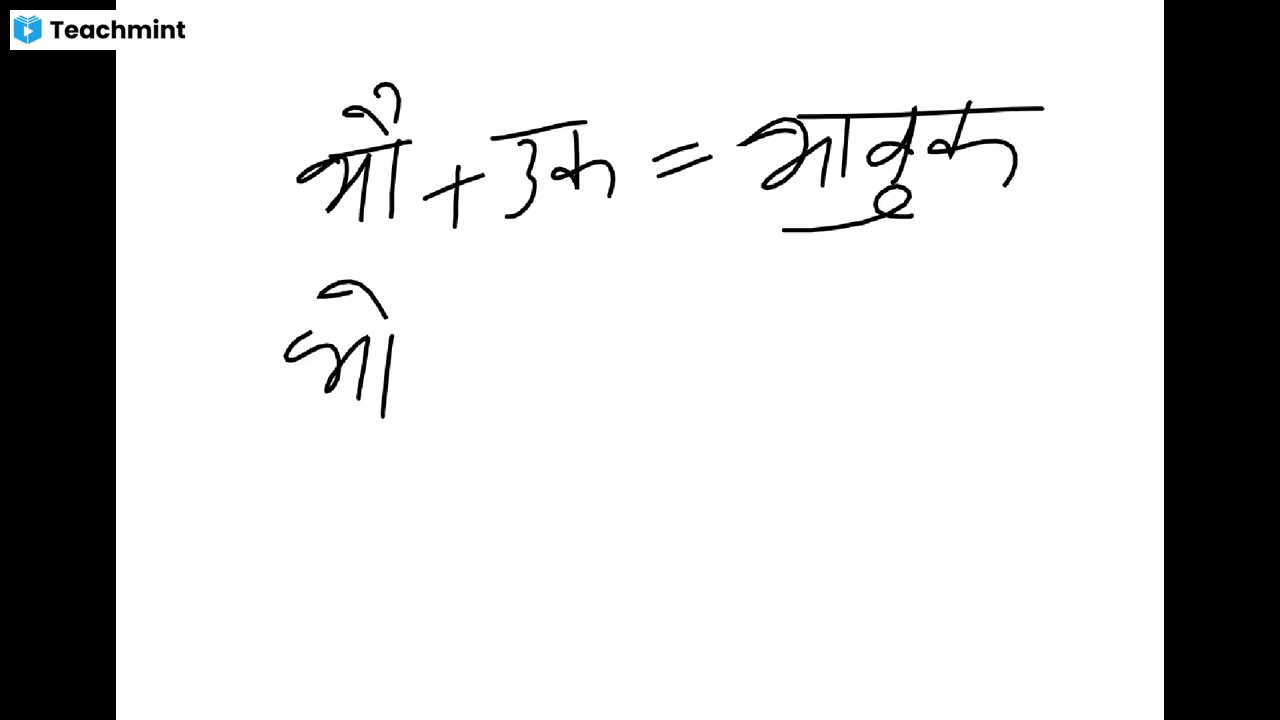 Teachmint
भौ + उक = भावुक
भो